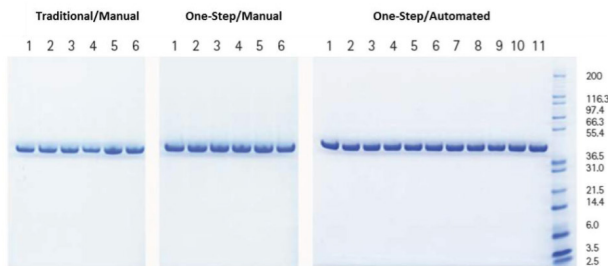 Traditional/Manual
One-Step/Manual
One-Step/Automated
1 2 3 4 5 6
1 2 3 4 5 6
1 2 3 4 5 6 7 8 9 10 11
200
116.3
97.4
66.3
55.4
36.5
31.0
21.5
14.4
6.0
3.5
2.5